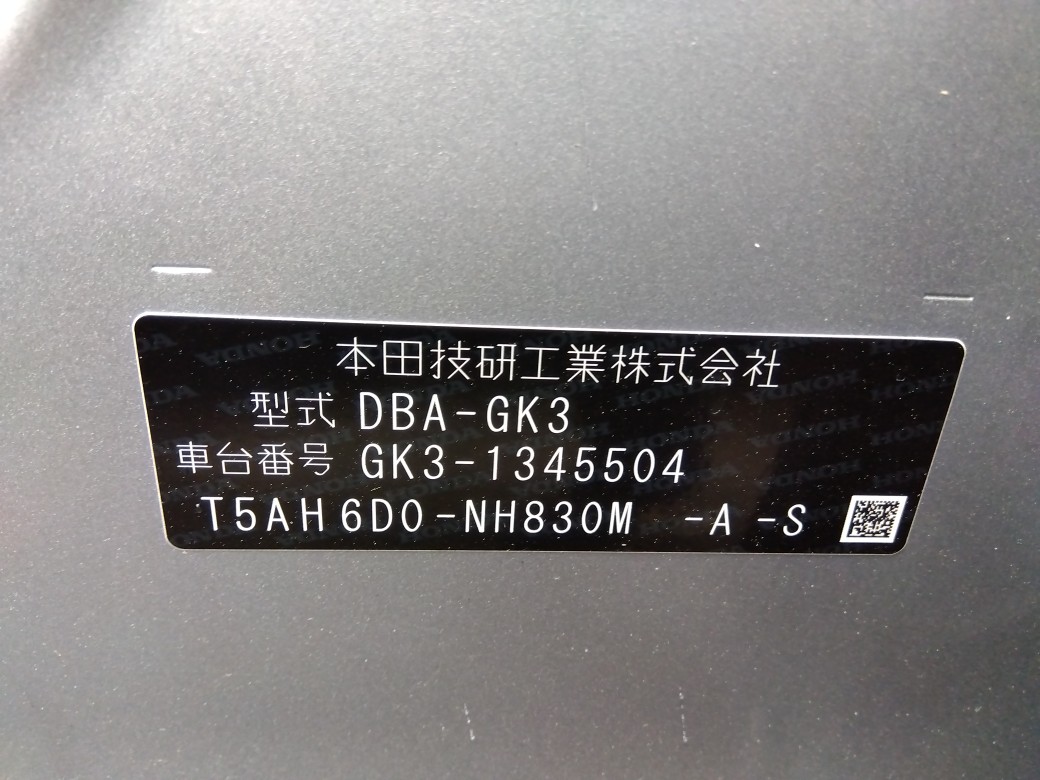 本田技研工業株式会社
型式 DBA-GK3
車台番号 GK3-1345504
T5AH6D0-NH830M -A -S